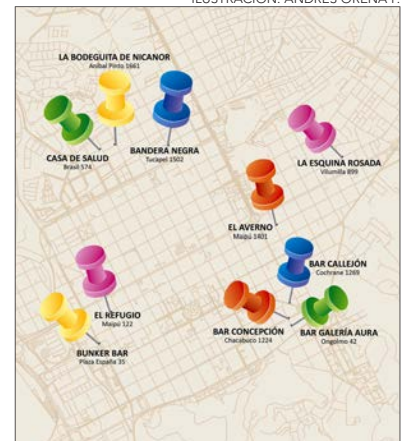 ILUSTRACIÓN: ANDRÉS OREÑA P.
LA BODEGUITA DE NICANOR
Aníbal Pinto 1661
CASA DE SALUD
Brasil 574
BANDERA NEGRA
Tucapel 1502
LA ESQUINA ROSADA
Villumilla 899
EL AVERNO
Maipú 1401
BAR CALLEJÓN
Cochrane 1269
EL REFUGIO
Maipú 122
BAR CONCEPCIÓN
Chacabuco 1224
BAR GALERÍA AURA
Ongolmo 42
BUNKER BAR
Plaza España 35